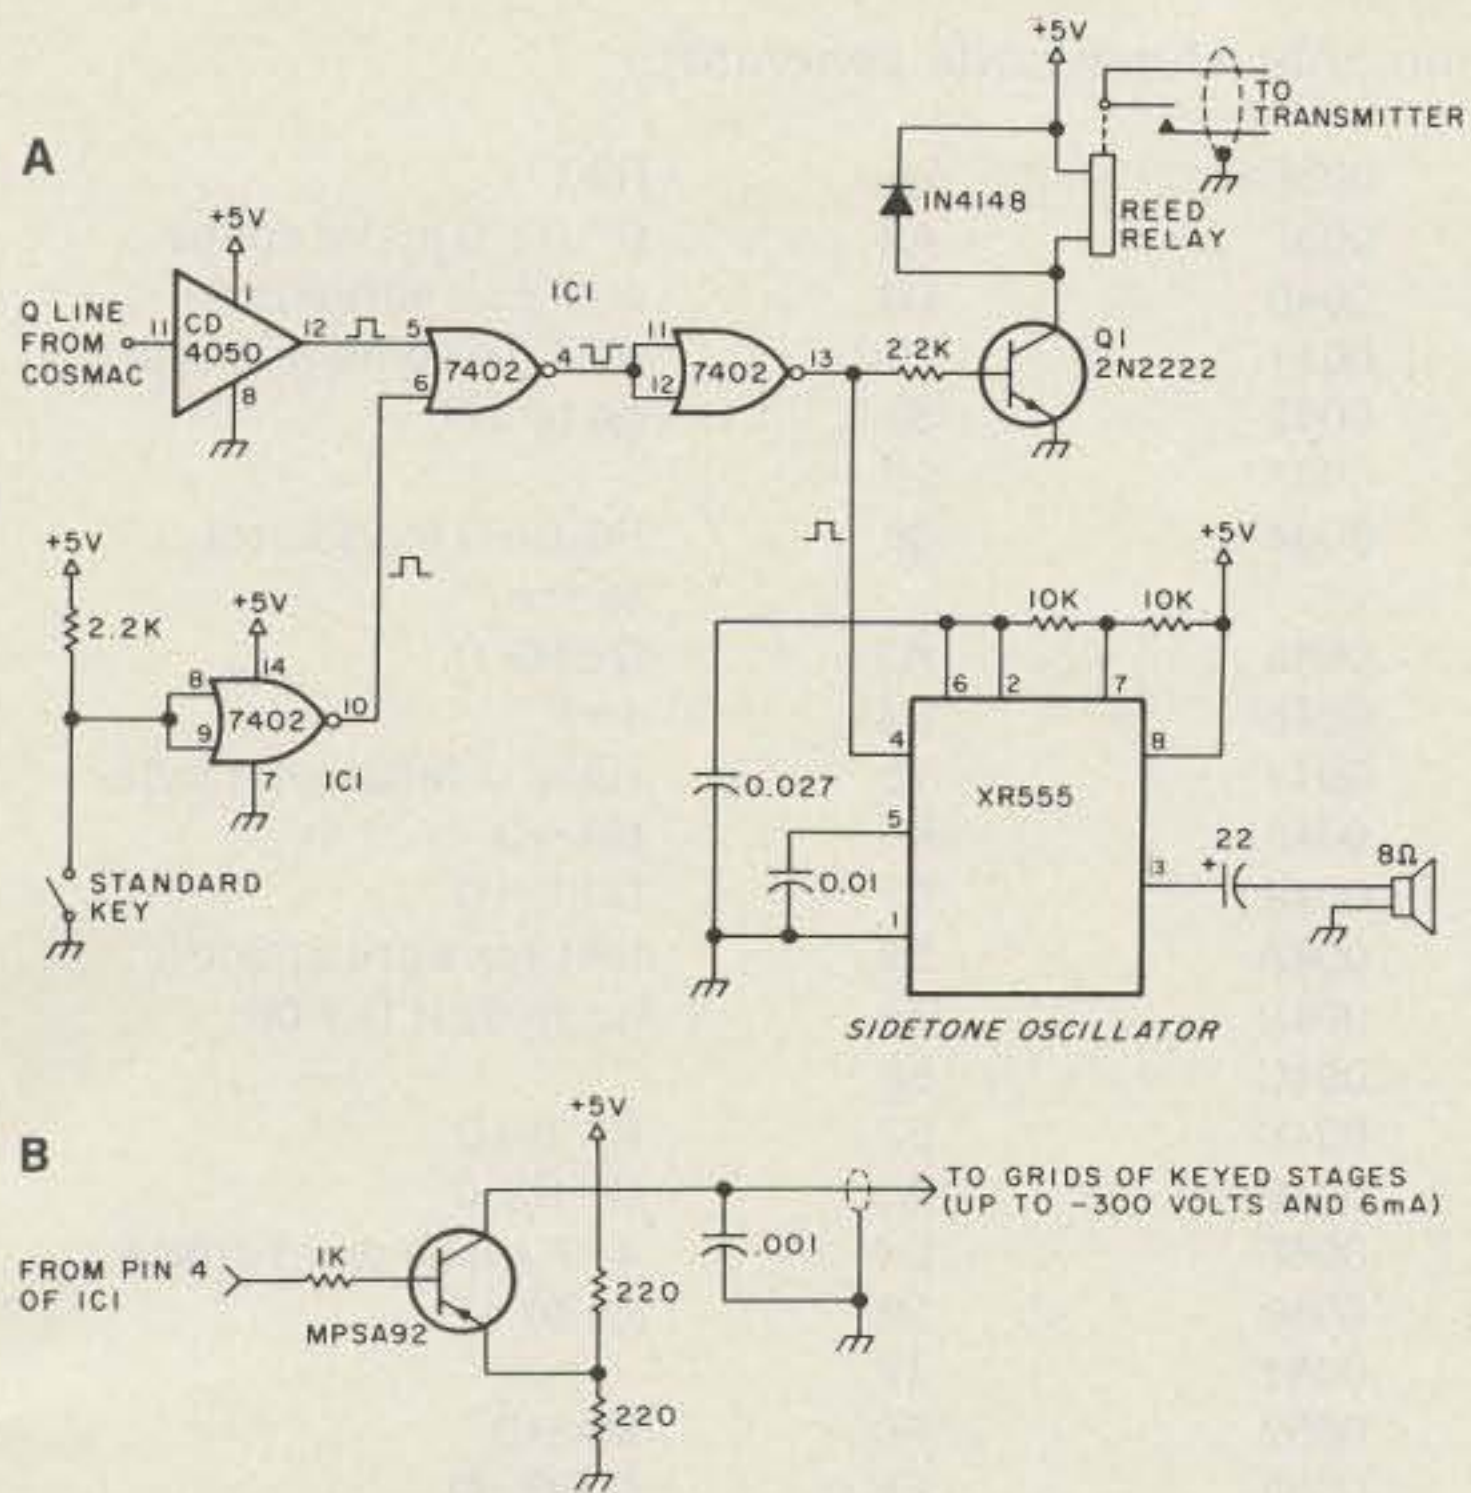 A
+5V
TO
TRANSMITTER
1N4148
REED
RELAY
+5V
1
Q LINE
FROM
COSMAC
11
CD
4050
12
8
IC1
5
6
7402
4
11
12
7402
13
2.2K
Q1
2N2222
+5V
2.2K
+5V
14
8
9
7402
10
7
IC1
STANDARD
KEY
+5V
10K
10K
6
2
7
4
8
XR555
0.027
5
0.01
1
3
+
22
8Ω
SIDETONE OSCILLATOR
B
+5V
TO GRIDS OF KEYED STAGES
(UP TO -300 VOLTS AND 6mA)
FROM PIN 4
OF IC1
1K
MPSA92
220
.001
220